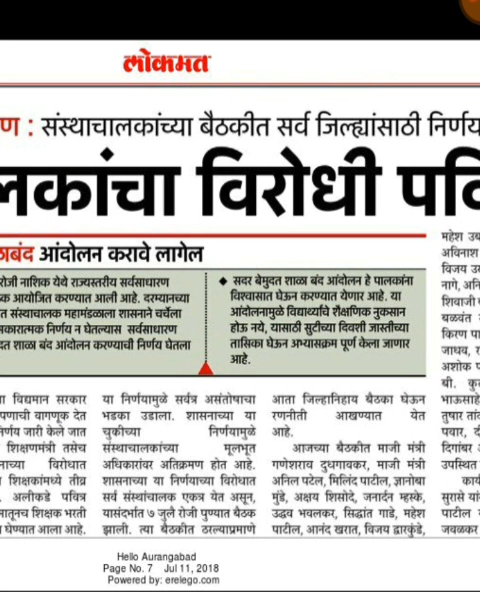 लोकमत
ण : संस्थाचालकांच्या बैठकीत सर्व जिल्ह्यांसाठी निर्णय
लकांचा विरोधी पवि
ठाबंद आंदोलन करावे लागेल
रोजी नाशिक येथे राज्यस्तरीय सर्वसाधारण
क आयोजित करण्यात आली आहे. दरम्यानच्या
त संस्थाचालक महामंडळाला शासनाने चर्चेला
सकारात्मक निर्णय न घेतल्यास सर्वसाधारण
दत शाळा बंद आंदोलन करण्याची निर्णय घेतला
◆ सदर बेमुदत शाळा बंद आंदोलन हे पालकांना
विश्वासात घेऊन करण्यात येणार आहे. या
आंदोलनामुळे विद्यार्थ्यांचे शैक्षणिक नुकसान
होऊ नये, यासाठी सुटीच्या दिवशी जास्तीच्या
तासिका घेऊन अभ्यासक्रम पूर्ण केला जाणार
आहे.
या विद्यमान सरकार
पणाची वागणूक देत
नेर्णय जारी केले जात
शिक्षणमंत्री तसेच
नाच्या विरोधात
शिक्षकांमध्ये तीव्र
. अलीकडे पवित्र
मातूनच शिक्षक भरती
य घेण्यात आला आहे.
या निर्णयामुळे सर्वत्र असंतोषाचा
भडका उडाला. शासनाच्या या
चुकीच्या निर्णयामुळे
संस्थाचालकांच्या मूलभूत
अधिकारांवर अतिक्रमण होत आहे.
शासनाच्या या निर्णयाच्या विरोधात
सर्व संस्थांचालक एकत्र येत असून,
यासंदर्भात ७ जुलै रोजी पुण्यात बैठक
झाली. त्या बैठकीत ठरल्याप्रमाणे
आता जिल्हानिहाय बैठका घेऊन
रणनीती आखण्यात येत
आहे.
आजच्या बैठकीत माजी मंत्री
गणेशराव दुधगावकर, माजी मंत्री
अनिल पटेल, मिलिंद पाटील, ज्ञानोबा
मुंडे, अक्षय शिसोदे, जनार्दन म्हस्के,
उद्धव भवलकर, सिद्धांत गाडे, महेश
पाटील, आनंद खरात, विजय द्वारकुंडे,
महेश उब
अविनाश
विजय उस
नागे, अनि
शिवाजी प
बळवंत
किरण पा
जाधव, र
अशोक प
बी. कु
भाऊसाहे
तुषार तांब
पवार, दी
दिगांबर अ
उपस्थित
कार्य
सुरासे यां
पाटील
जवळकर
Hello Aurangabad
Page No. 7 Jul 11, 2018
Powered by: erelego.com